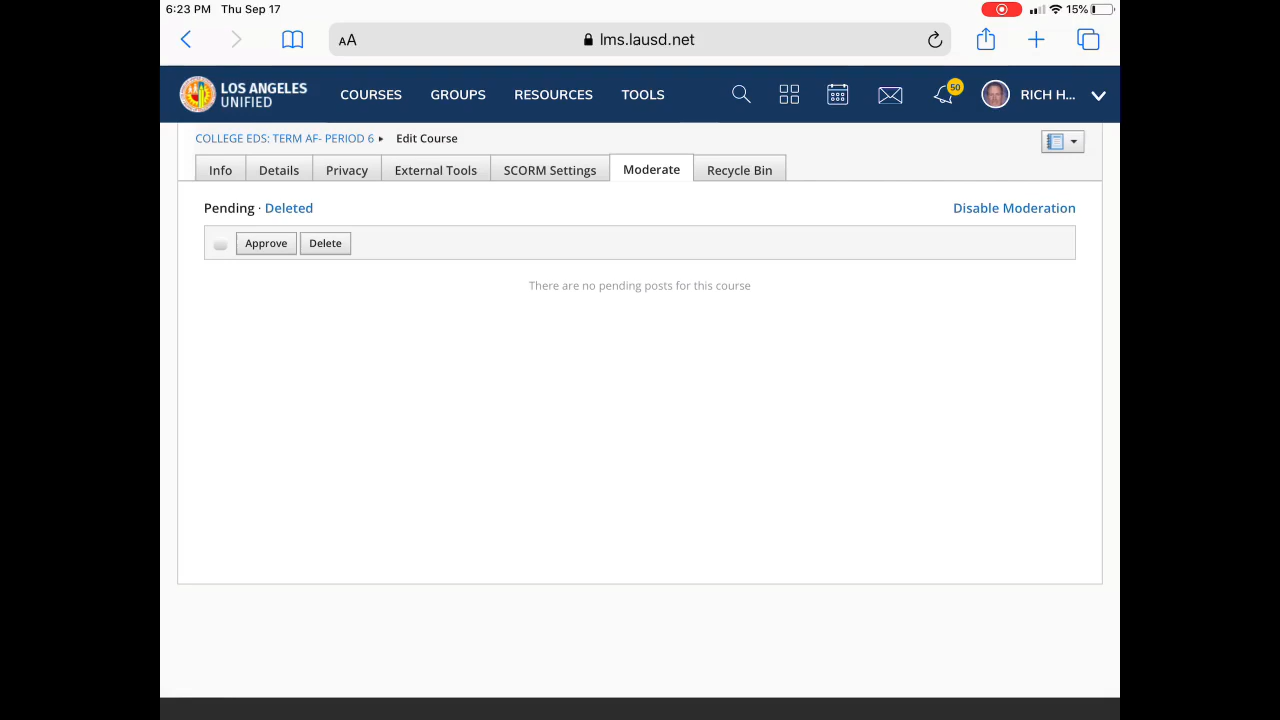 6:23 PM Thu Sep 17 15%
AA lms.lausd.net
LOS ANGELES UNIFIED COURSES GROUPS RESOURCES TOOLS 50 RICH H...
COLLEGE EDS: TERM AF- PERIOD 6 ▸ Edit Course
Info Details Privacy External Tools SCORM Settings Moderate Recycle Bin
Pending · Deleted Disable Moderation
Approve Delete
There are no pending posts for this course